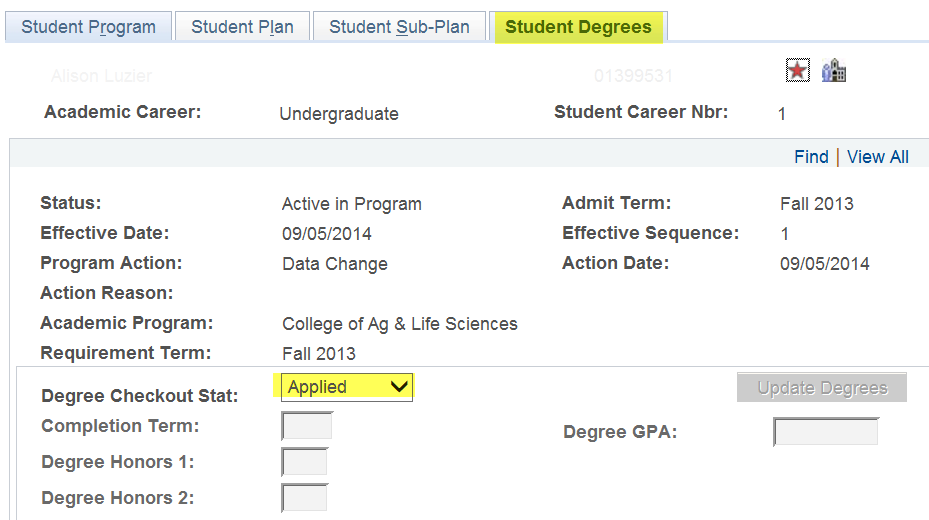 Student Program Student Plan Student Sub-Plan Student Degrees
Alison Luzier 01399531
Academic Career: Undergraduate Student Career Nbr: 1
Find | View All
Status: Active in Program Admit Term: Fall 2013
Effective Date: 09/05/2014 Effective Sequence: 1
Program Action: Data Change Action Date: 09/05/2014
Action Reason:
Academic Program: College of Ag & Life Sciences
Requirement Term: Fall 2013
Degree Checkout Stat: Applied Update Degrees
Completion Term: Degree GPA:
Degree Honors 1:
Degree Honors 2: